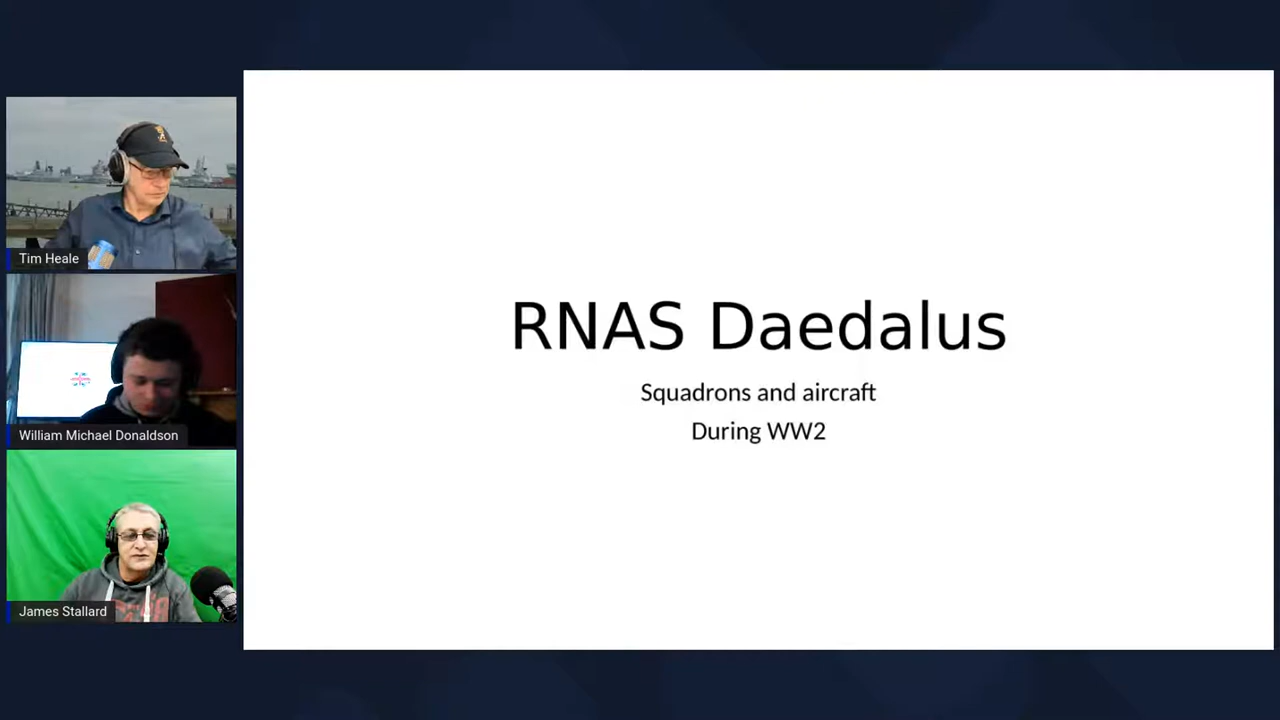 Tim Heale
William Michael Donaldson
James Stallard
RNAS Daedalus
Squadrons and aircraft
During WW2